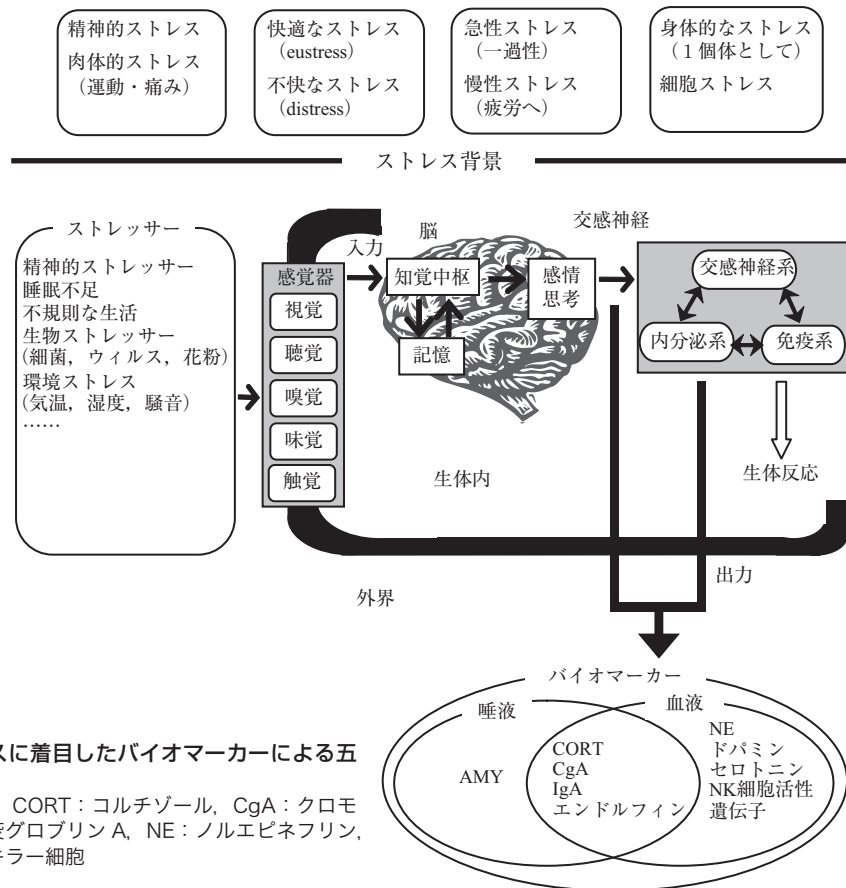 精神的ストレス
肉体的ストレス
（運動・痛み）
快適なストレス
(eustress)
不快なストレス
(distress)
急性ストレス
（一過性）
慢性ストレス
（疲労へ）
身体的なストレス
（１個体として）
細胞ストレス
ストレス背景
ストレッサー
精神的ストレッサー
睡眠不足
不規則な生活
生物ストレッサー
(細菌，ウィルス，花粉)
環境ストレス
(気温，湿度，騒音)
……
感覚器
視覚
聴覚
嗅覚
味覚
触覚
入力
脳
知覚中枢
記憶
感情
思考
交感神経
交感神経系
内分泌系
免疫系
生体反応
生体内
外界
出力
バイオマーカー
唾液
血液
AMY
CORT
CgA
IgA
エンドルフィン
NE
ドパミン
セロトニン
NK細胞活性
遺伝子
スに着目したバイオマーカーによる五
CORT：コルチゾール，CgA：クロモ
疫グロブリン A，NE：ノルエピネフリン，
キラー細胞